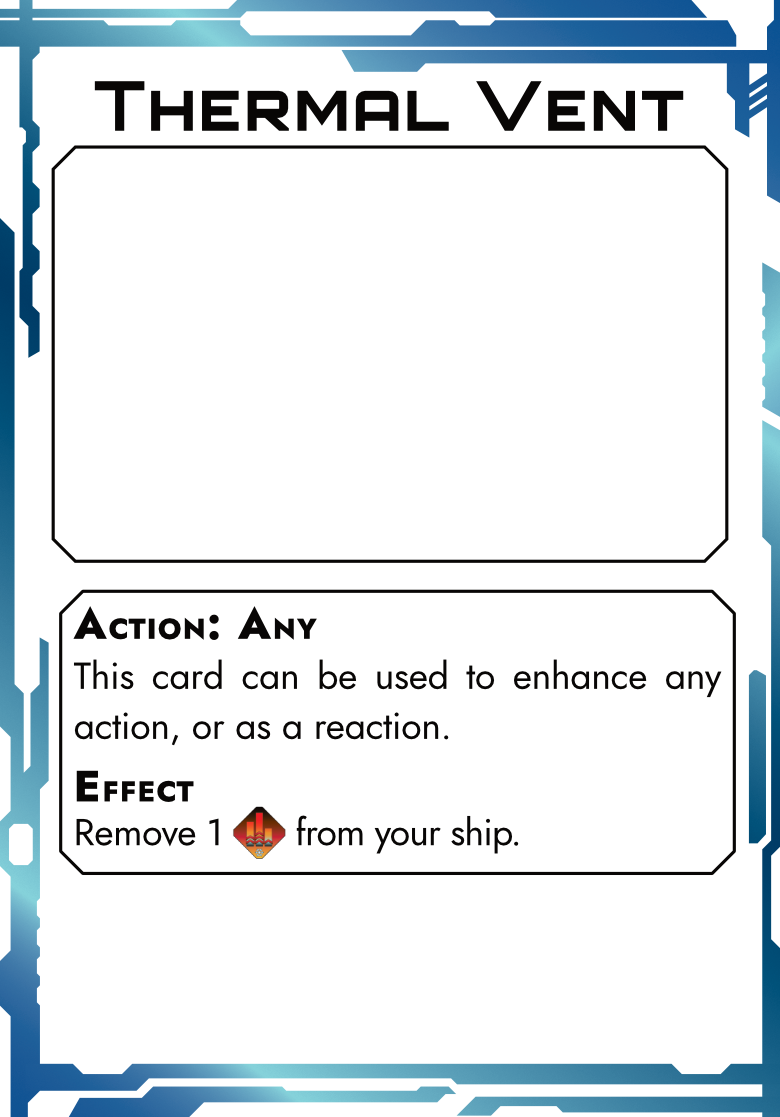 Thermal Vent
Action: Any
This card can be used to enhance any
action, or as a reaction.
Effect
Remove 1 from your ship.